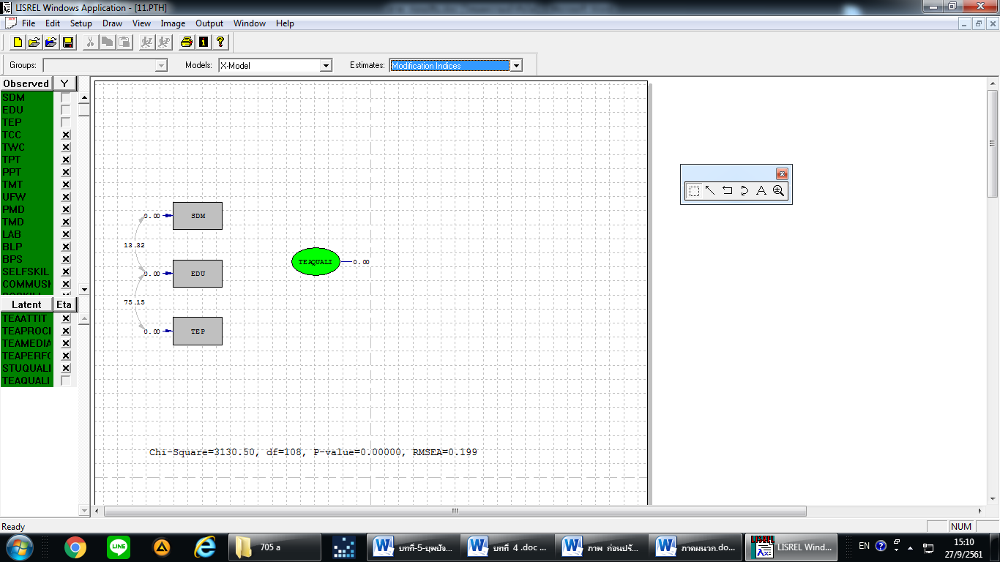 LISREL Windows Application - [11.PTH]
File Edit Setup Draw View Image Output Window Help
Groups: Models: X-Model Estimates: Modification Indices
Observed Y
SDM
EDU
TEP
TCC
TWC
TPT
PPT
TMT
UFW
PMD
TMD
LAB
BLP
BPS
SELFSKIL
COMMUSK
Latent Eta
TEAATTIT
TEAPROCI
TEAMEDIA
TEAPERFO
STUQUALI
TEAQUALI
0.00 SDM
13.32
0.00 EDU
75.15
0.00 TEP
TEAQUALI 0.00
Chi-Square=3130.50, df=108, P-value=0.00000, RMSEA=0.199
Ready
NUM
705 a
บทที่-5-บุพปัจ...
บทที่ 4 .doc ...
ภาพ ก่อนปรั...
ภาคผนวก.do...
LISREL Wind...
EN
15:10
27/9/2561